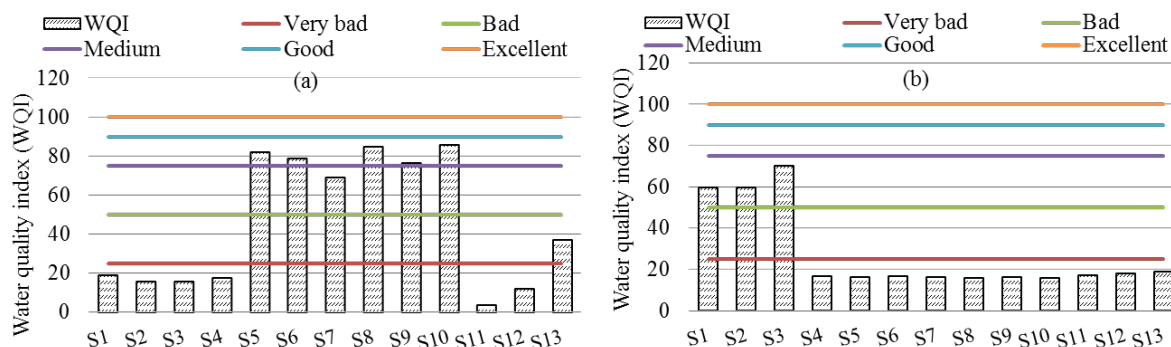 WQI Very bad Bad
Medium Good Excellent
(a)
Water quality index (WQI)
120
100
80
60
40
20
0
S1 S2 S3 S4 S5 S6 S7 S8 S9 S10 S11 S12 S13
WQI Very bad Bad
Medium Good Excellent
(b)
Water quality index (WQI)
120
100
80
60
40
20
0
S1 S2 S3 S4 S5 S6 S7 S8 S9 S10 S11 S12 S13